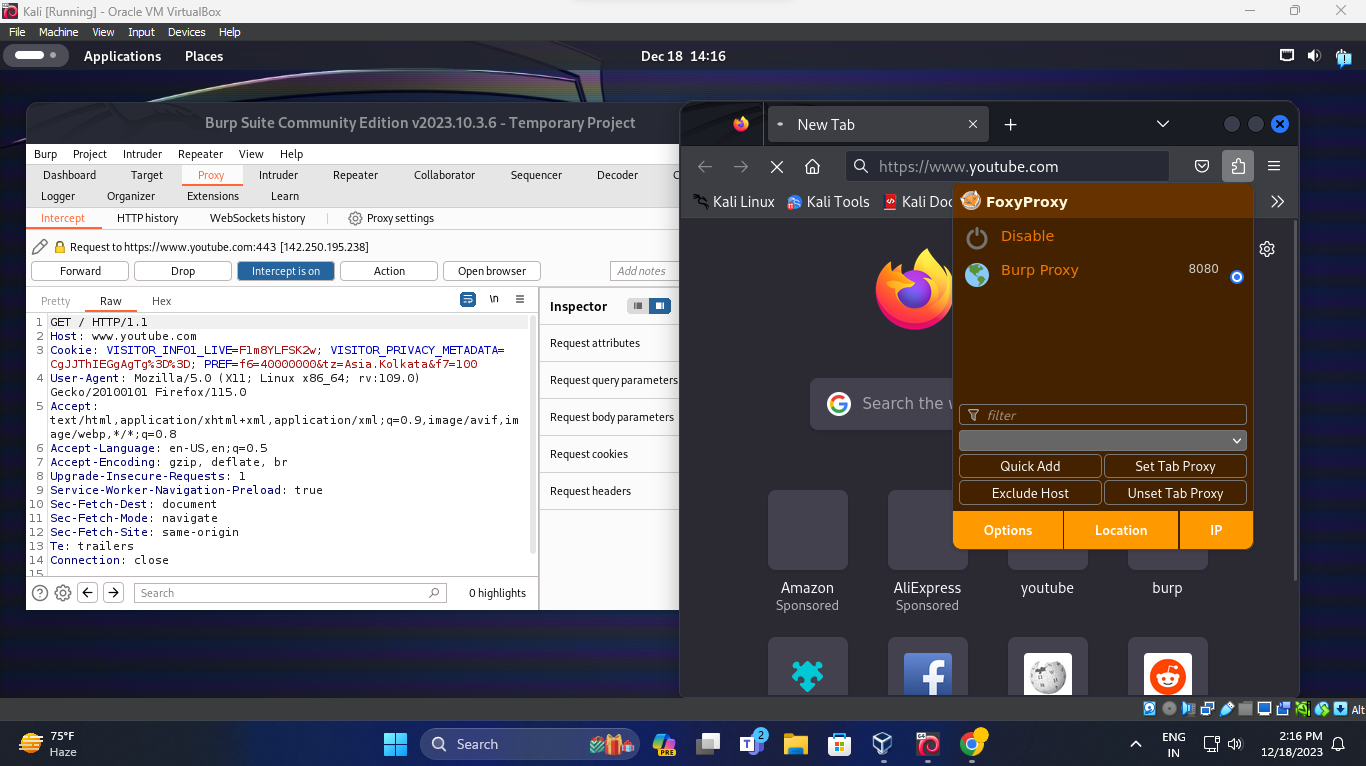 Kali [Running] - Oracle VM VirtualBox
File Machine View Input Devices Help
Applications Places Dec 18 14:16
Burp Suite Community Edition v2023.10.3.6 - Temporary Project
Burp Project Intruder Repeater View Help
Dashboard Target Proxy Intruder Repeater Collaborator Sequencer Decoder
Logger Organizer Extensions Learn
Intercept HTTP history WebSockets history Proxy settings
Request to https://www.youtube.com:443 [142.250.195.238]
Forward Drop Intercept is on Action Open browser Add notes
Pretty Raw Hex \n
1 GET / HTTP/1.1
2 Host: www.youtube.com
3 Cookie: VISITOR_INFO1_LIVE=F1m8YLFSK2w; VISITOR_PRIVACY_METADATA=
CgJJThIEGgAgTg%3D%3D; PREF=f6=40000000&tz=Asia.Kolkata&f7=100
4 User-Agent: Mozilla/5.0 (X11; Linux x86_64; rv:109.0)
Gecko/20100101 Firefox/115.0
5 Accept:
text/html,application/xhtml+xml,application/xml;q=0.9,image/avif,im
age/webp,*/*;q=0.8
6 Accept-Language: en-US,en;q=0.5
7 Accept-Encoding: gzip, deflate, br
8 Upgrade-Insecure-Requests: 1
9 Service-Worker-Navigation-Preload: true
10 Sec-Fetch-Dest: document
11 Sec-Fetch-Mode: navigate
12 Sec-Fetch-Site: same-origin
13 Te: trailers
14 Connection: close
15
Search 0 highlights
Inspector
Request attributes
Request query parameters
Request body parameters
Request cookies
Request headers
New Tab
https://www.youtube.com
Kali Linux Kali Tools Kali Doc
Search the w
Amazon
Sponsored
AliExpress
Sponsored
youtube
burp
FoxyProxy
Disable
Burp Proxy 8080
filter
Quick Add Set Tab Proxy
Exclude Host Unset Tab Proxy
Options Location IP
Alt
75°F
Haze
Search
PRE
2
ENG
IN
2:16 PM
12/18/2023